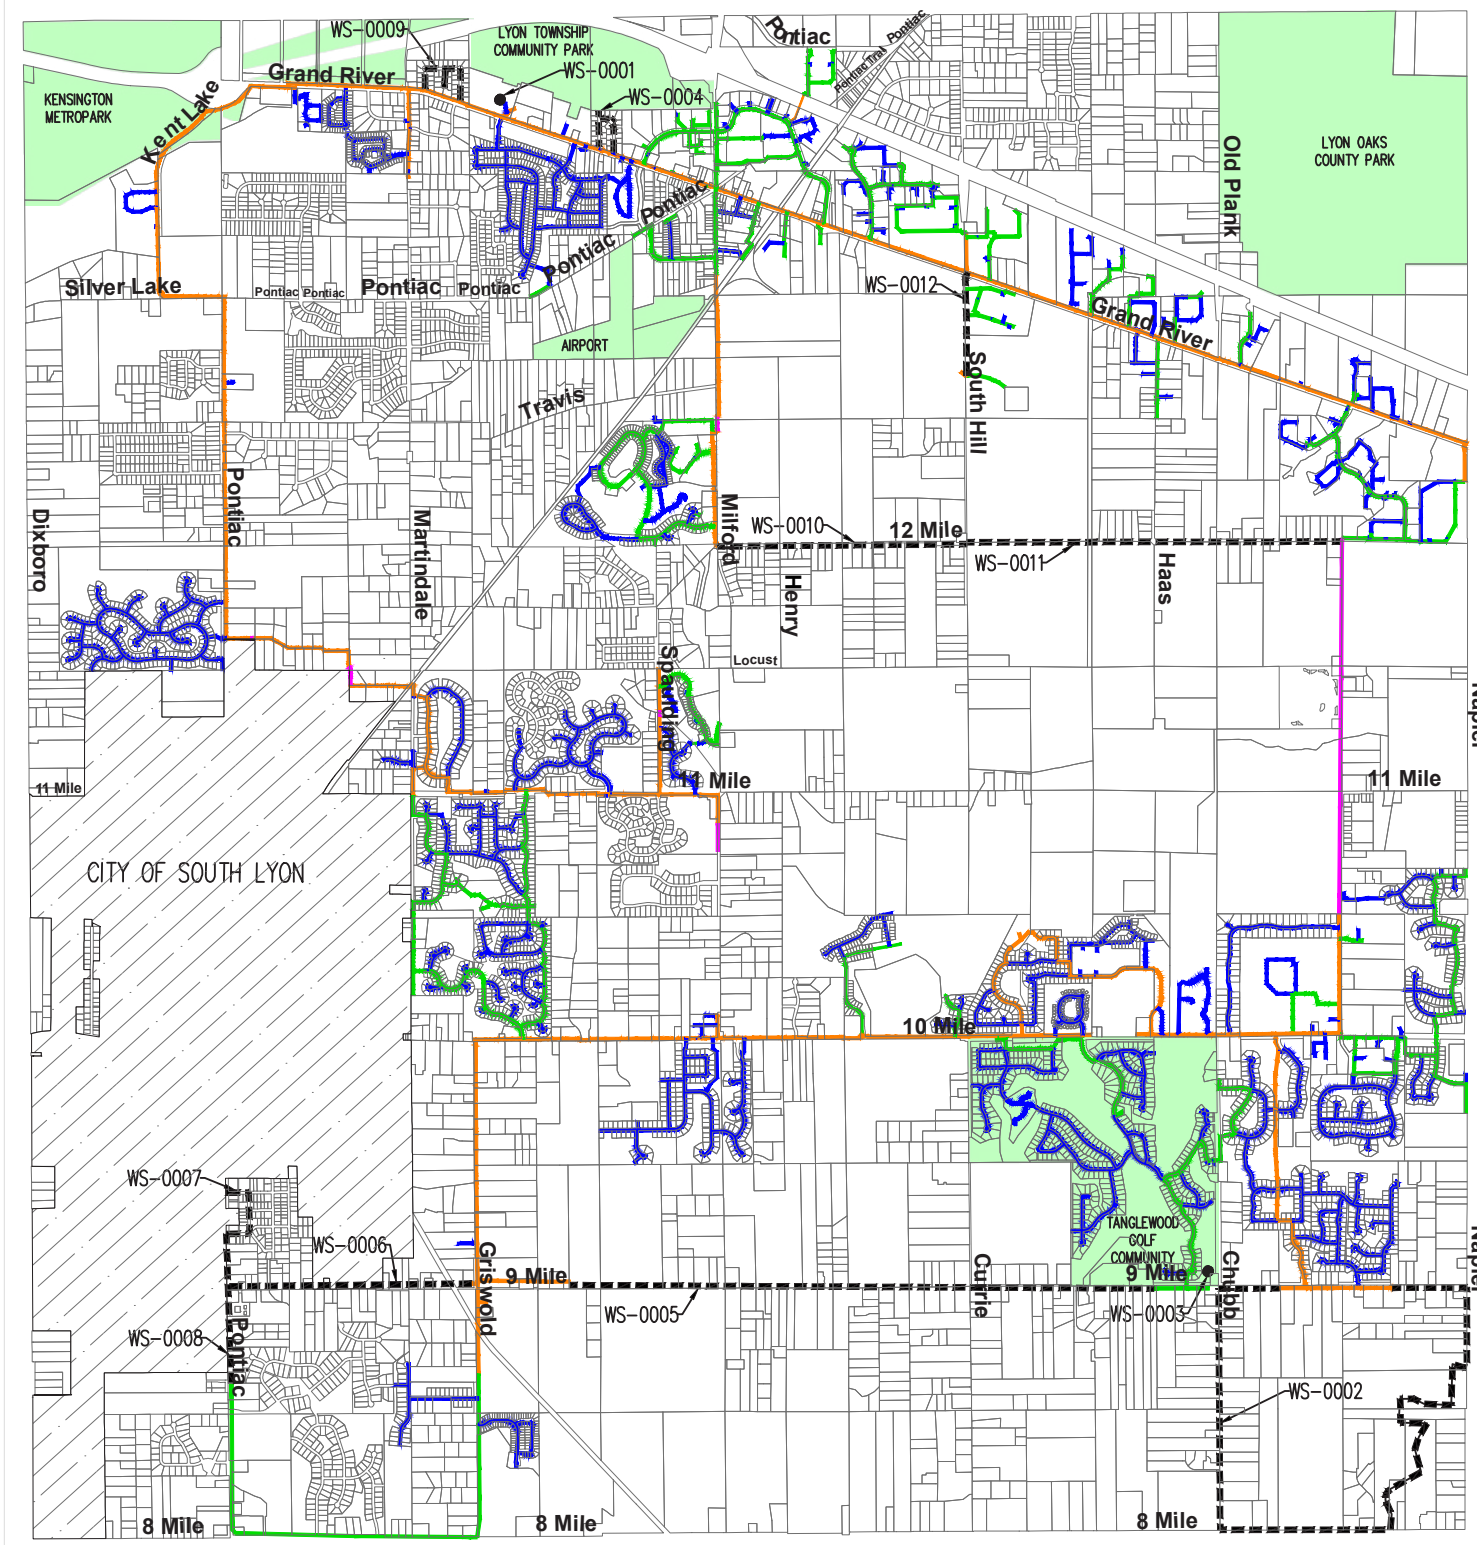 Pontiac
Pontiac
Pontiac Trail
WS-0009
LYON TOWNSHIP
COMMUNITY PARK
WS-0001
Grand River
WS-0004
KENSINGTON
METROPARK
Kent Lake
LYON OAKS
COUNTY PARK
Old Plank
Pontiac
Pontiac
Silver Lake
Pontiac
Pontiac
Pontiac
Pontiac
WS-0012
Grand River
AIRPORT
South Hill
Travis
Pontiac
Dixboro
Martindale
Milford
WS-0010
12 Mile
WS-0011
Henry
Haas
Locust
Spaulding
Napier
11 Mile
11 Mile
11 Mile
CITY OF SOUTH LYON
10 Mile
WS-0007
WS-0006
Griswold
9 Mile
TANGLEWOOD
GOLF
COMMUNITY
9 Mile
Currie
Chubb
Napier
WS-0005
WS-0003
WS-0008
Pontiac
WS-0002
8 Mile
8 Mile
8 Mile